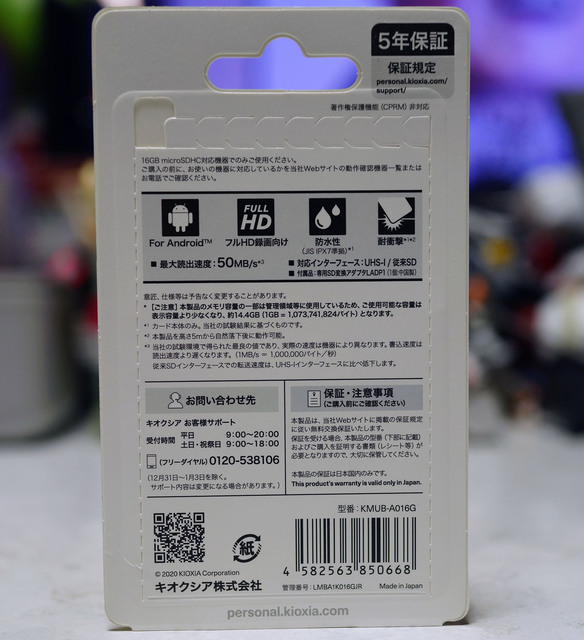 5年保証
保証規定
personal.kioxia.com/
support/
著作権保護機能(CPRM)非対応
16GB microSDHC対応機器でのみご使用ください。
ご購入の前に、お使いの機器に対応しているかを当社Webサイトの動作確認機器一覧または
お電話でご確認ください。
FULL
HD
For Android™
フルHD録画向け
防水性
(JIS IPX7準拠)*1
耐衝撃*1*2
■ 最大読出速度:50MB/s*3
■ 対応インターフェース:UHS-I / 従来SD
■ 付属品:専用SD変換アダプタLADP1(1個:中国製)
意匠、仕様等は予告なく変更することがあります。
* 【ご注意】本製品のメモリ容量の一部は管理領域等に使用しているため、ご使用可能な容量は
表示容量より少なくなり、約14.4GB(1GB = 1,073,741,824バイト)となります。
*1 カード本体のみ。当社の試験結果に基づくものです。
*2 本製品を高さ5mから自然落下後に動作可能。
*3 当社の試験環境で得られた最良の値であり、実際の速度は機器により異なります。書込速度は
読出速度より遅くなります。(1MB/s = 1,000,000バイト/秒)
従来SDインターフェースでの転送速度は、UHS-Iインターフェースに比べ低下します。
お問い合わせ先
キオクシア お客様サポート
受付時間 平日 9:00~20:00
土日・祝祭日 9:00~18:00
(フリーダイヤル) 0120-538106
(12月31日~1月3日を除く。
サポート内容は変更になる場合があります。)
保証・注意事項
(ご購入前にご確認ください)
本製品は、当社Webサイトに掲載の保証規定
に従い無料交換保証いたします。
保証を受ける場合、本製品の型番(下部に記載)
およびご購入を証明する書類(レシート等)が
必要となりますので、大切に保管してください。
本製品の保証は日本国内のみです。
This product's warranty is valid only in Japan.
型番:KMUB-A016G
紙
4 582563 850668
© 2020 KIOXIA Corporation
キオクシア株式会社
管理番号:LMBA1K016GJR Made in Japan
personal.kioxia.com